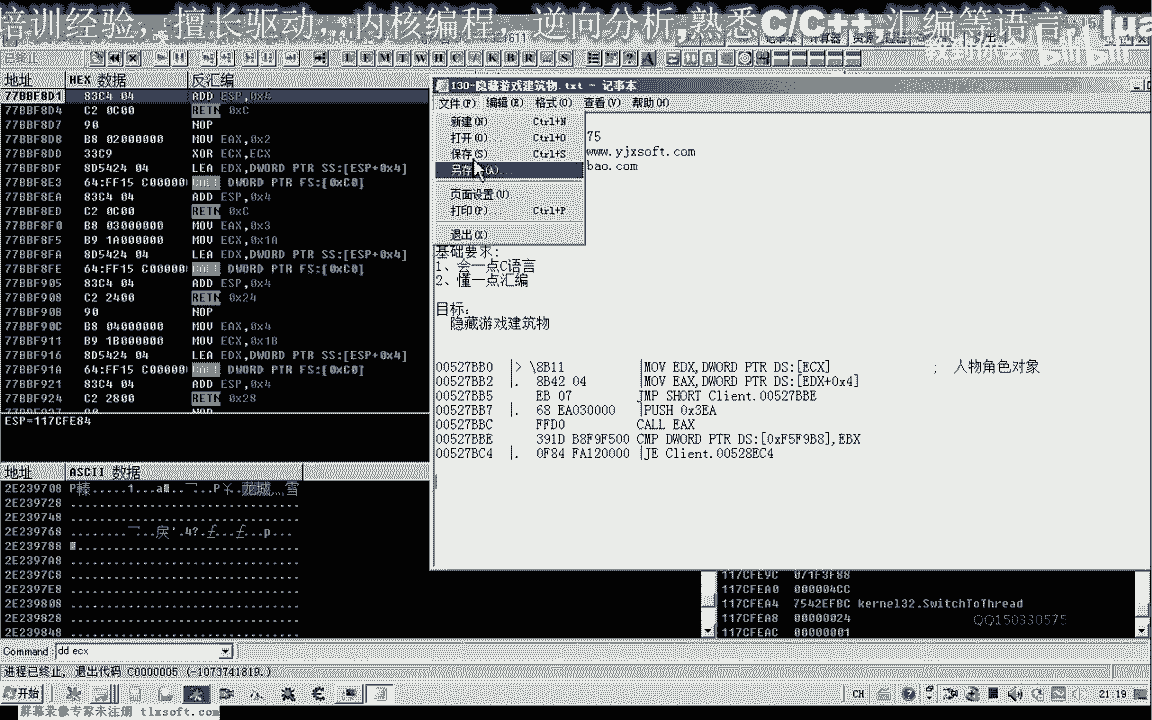 培训经验，擅长驱动，内核编程，逆向分析,熟悉C/C++,汇编等语言，lua
地址 HEX 数据 反汇编
77BBF8D1 83C4 04 ADD ESP,0x4
77BBF8D4 C2 0C00 RETN 0xC
77BBF8D7 90 NOP
77BBF8D8 B8 02000000 MOV EAX,0x2
77BBF8DD 33C9 XOR ECX,ECX
77BBF8DF 8D5424 04 LEA EDX,DWORD PTR SS:[ESP+0x4]
77BBF8E3 64:FF15 C00000 CALL DWORD PTR FS:[0xC0]
77BBF8EA 83C4 04 ADD ESP,0x4
77BBF8ED C2 0C00 RETN 0xC
77BBF8F0 B8 03000000 MOV EAX,0x3
77BBF8F5 B9 1A000000 MOV ECX,0x1A
77BBF8FA 8D5424 04 LEA EDX,DWORD PTR SS:[ESP+0x4]
77BBF8FE 64:FF15 C00000 CALL DWORD PTR FS:[0xC0]
77BBF905 83C4 04 ADD ESP,0x4
77BBF908 C2 2400 RETN 0x24
77BBF90B 90 NOP
77BBF90C B8 04000000 MOV EAX,0x4
77BBF911 B9 1B000000 MOV ECX,0x1B
77BBF916 8D5424 04 LEA EDX,DWORD PTR SS:[ESP+0x4]
77BBF91A 64:FF15 C00000 CALL DWORD PTR FS:[0xC0]
77BBF921 83C4 04 ADD ESP,0x4
77BBF924 C2 2800 RETN 0x28
ESP=117CFE84
130-隐藏游戏建筑物.txt - 记事本
文件(F) 编辑(E) 格式(O) 查看(V) 帮助(H)
新建(N) Ctrl+N
打开(O) Ctrl+O
保存(S) Ctrl+S
另存 (A)...
页面设置(U)
打印(P)... Ctrl+P
退出(X)
75
www.yjxsoft.com
bao.com
基础要求:
1、会一点C语言
2、懂一点汇编
目标:
隐藏游戏建筑物
00527BB0 |> \8B11 |MOV EDX,DWORD PTR DS:[ECX] ; 人物角色对象
00527BB2 |. 8B42 04 |MOV EAX,DWORD PTR DS:[EDX+0x4]
00527BB5 EB 07 JMP SHORT Client.00527BBE
00527BB7 |. 68 EA030000 |PUSH 0x3EA
00527BBC FFD0 CALL EAX
00527BBE 391D B8F9F500 CMP DWORD PTR DS:[0xF5F9B8],EBX
00527BC4 |. 0F84 FA120000 |JE Client.00528EC4
地址 ASCII 数据
2E239708
2E239728
2E239748
2E239768
2E239788
2E2397A8
2E2397C8
2E2397E8
2E239808
2E239828
2E239848
117CFE9C 071F3F88
117CFEA0 000004CC
117CFEA4 7542EFBC kernel32.SwitchToThread
117CFEA8 00000024
117CFEAC 00000001
QQ150330575
Command: dd ecx
进程已终止, 退出代码 C0000005 (-1073741819.)
开始 CH 21:19
屏幕录像专家未注册 tlxsoft.com